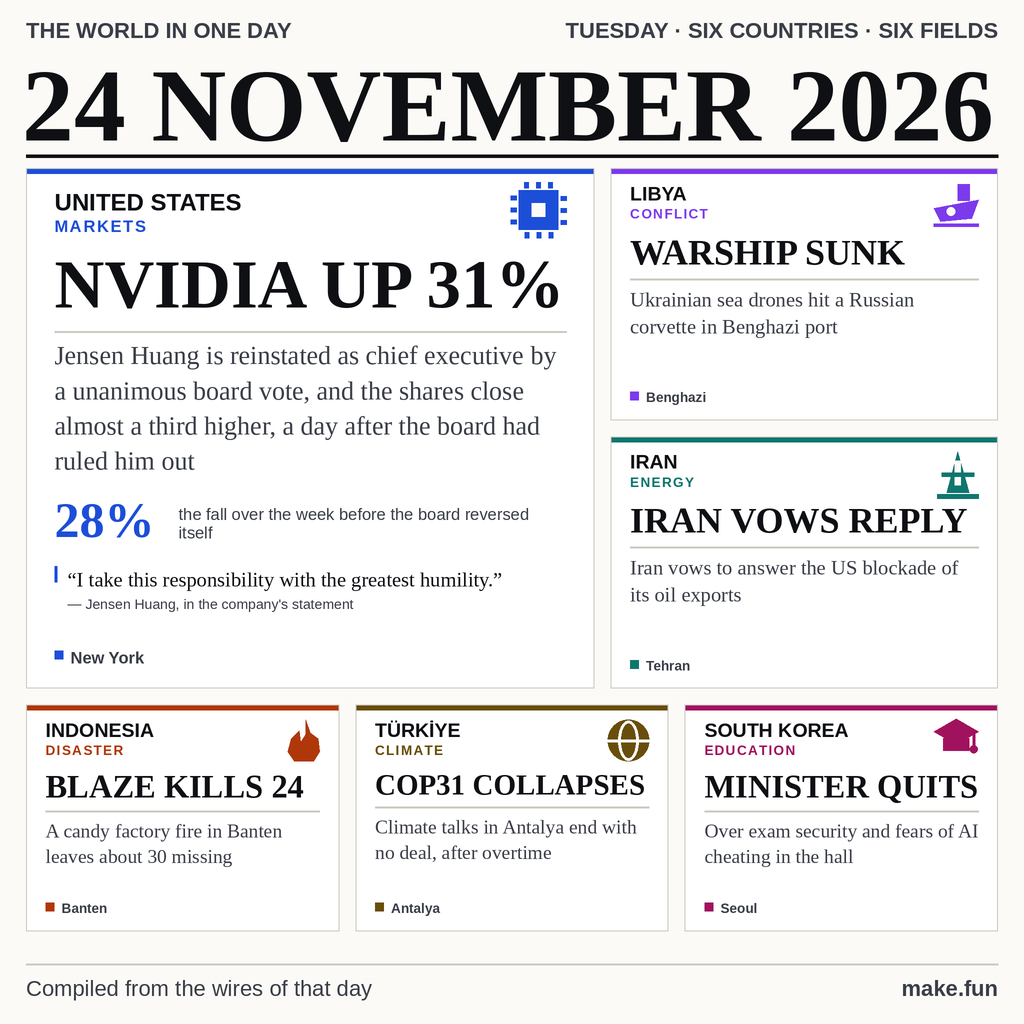 THE WORLD IN ONE DAY
TUESDAY · SIX COUNTRIES · SIX FIELDS
24 NOVEMBER 2026
UNITED STATES
MARKETS
NVIDIA UP 31%
Jensen Huang is reinstated as chief executive by
a unanimous board vote, and the shares close
almost a third higher, a day after the board had
ruled him out
28%
the fall over the week before the board reversed
itself
“I take this responsibility with the greatest humility.”
— Jensen Huang, in the company's statement
New York
LIBYA
CONFLICT
WARSHIP SUNK
Ukrainian sea drones hit a Russian
corvette in Benghazi port
Benghazi
IRAN
ENERGY
IRAN VOWS REPLY
Iran vows to answer the US blockade of
its oil exports
Tehran
INDONESIA
DISASTER
BLAZE KILLS 24
A candy factory fire in Banten
leaves about 30 missing
Banten
TÜRKİYE
CLIMATE
COP31 COLLAPSES
Climate talks in Antalya end with
no deal, after overtime
Antalya
SOUTH KOREA
EDUCATION
MINISTER QUITS
Over exam security and fears of AI
cheating in the hall
Seoul
Compiled from the wires of that day
make.fun